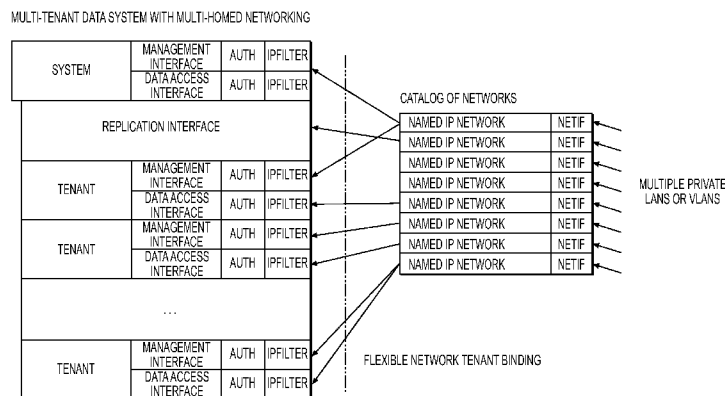 MULTI-TENANT DATA SYSTEM WITH MULTI-HOMED NETWORKING
SYSTEM
MANAGEMENT
INTERFACE
AUTH
IPFILTER
DATA ACCESS
INTERFACE
AUTH
IPFILTER
REPLICATION INTERFACE
TENANT
MANAGEMENT
INTERFACE
AUTH
IPFILTER
DATA ACCESS
INTERFACE
AUTH
IPFILTER
TENANT
MANAGEMENT
INTERFACE
AUTH
IPFILTER
DATA ACCESS
INTERFACE
AUTH
IPFILTER
...
TENANT
MANAGEMENT
INTERFACE
AUTH
IPFILTER
DATA ACCESS
INTERFACE
AUTH
IPFILTER
CATALOG OF NETWORKS
NAMED IP NETWORK NETIF
NAMED IP NETWORK NETIF
NAMED IP NETWORK NETIF
NAMED IP NETWORK NETIF
NAMED IP NETWORK NETIF
NAMED IP NETWORK NETIF
NAMED IP NETWORK NETIF
NAMED IP NETWORK NETIF
MULTIPLE PRIVATE
LANS OR VLANS
FLEXIBLE NETWORK TENANT BINDING